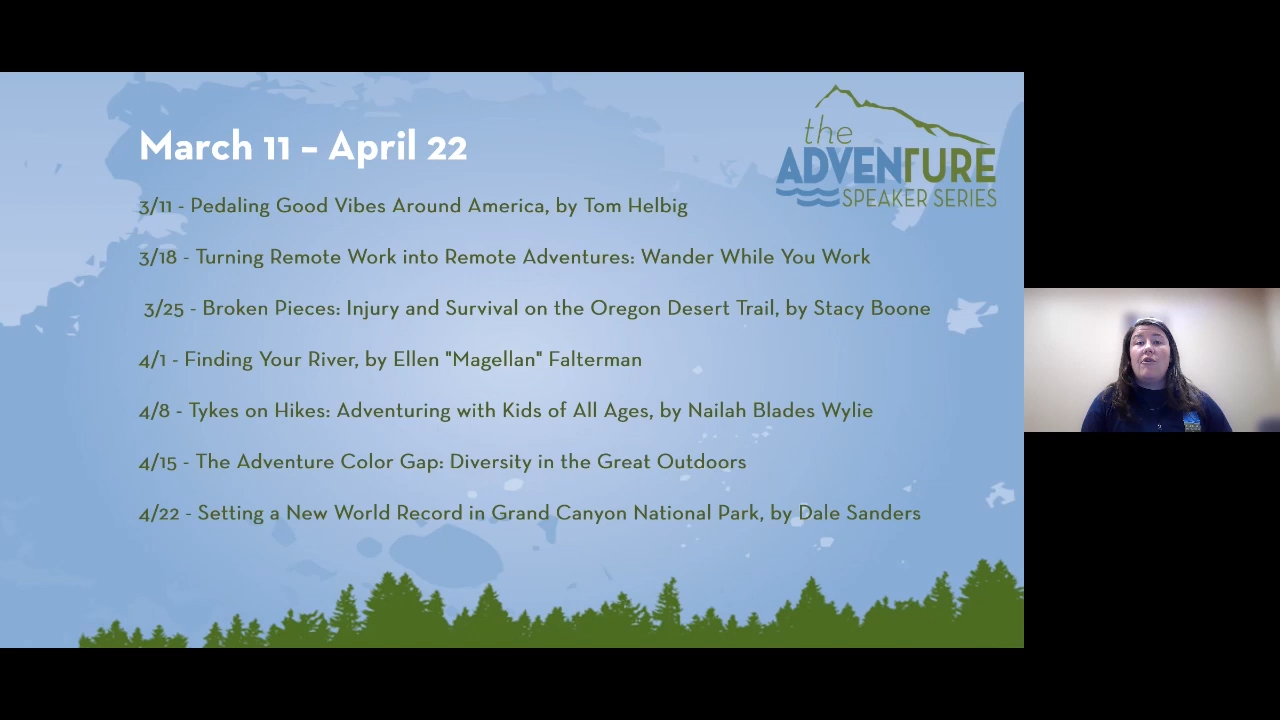 March 11 – April 22
the
ADVENTURE
SPEAKER SERIES
3/11 - Pedaling Good Vibes Around America, by Tom Helbig
3/18 - Turning Remote Work into Remote Adventures: Wander While You Work
3/25 - Broken Pieces: Injury and Survival on the Oregon Desert Trail, by Stacy Boone
4/1 - Finding Your River, by Ellen "Magellan" Falterman
4/8 - Tykes on Hikes: Adventuring with Kids of All Ages, by Nailah Blades Wylie
4/15 - The Adventure Color Gap: Diversity in the Great Outdoors
4/22 - Setting a New World Record in Grand Canyon National Park, by Dale Sanders